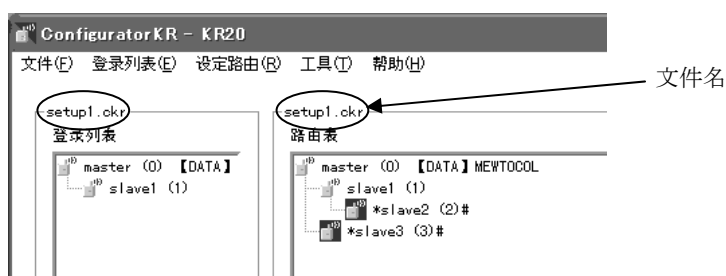 ConfiguratorKR - KR20
文件(F) 登录列表(E) 设定路由(R) 工具(T) 帮助(H)
文件名
setup1.ckr
登录列表
master (0) 【DATA】
slave1 (1)
setup1.ckr
路由表
master (0) 【DATA】MEWTOCOL
slave1 (1)
*slave2 (2)#
*slave3 (3)#